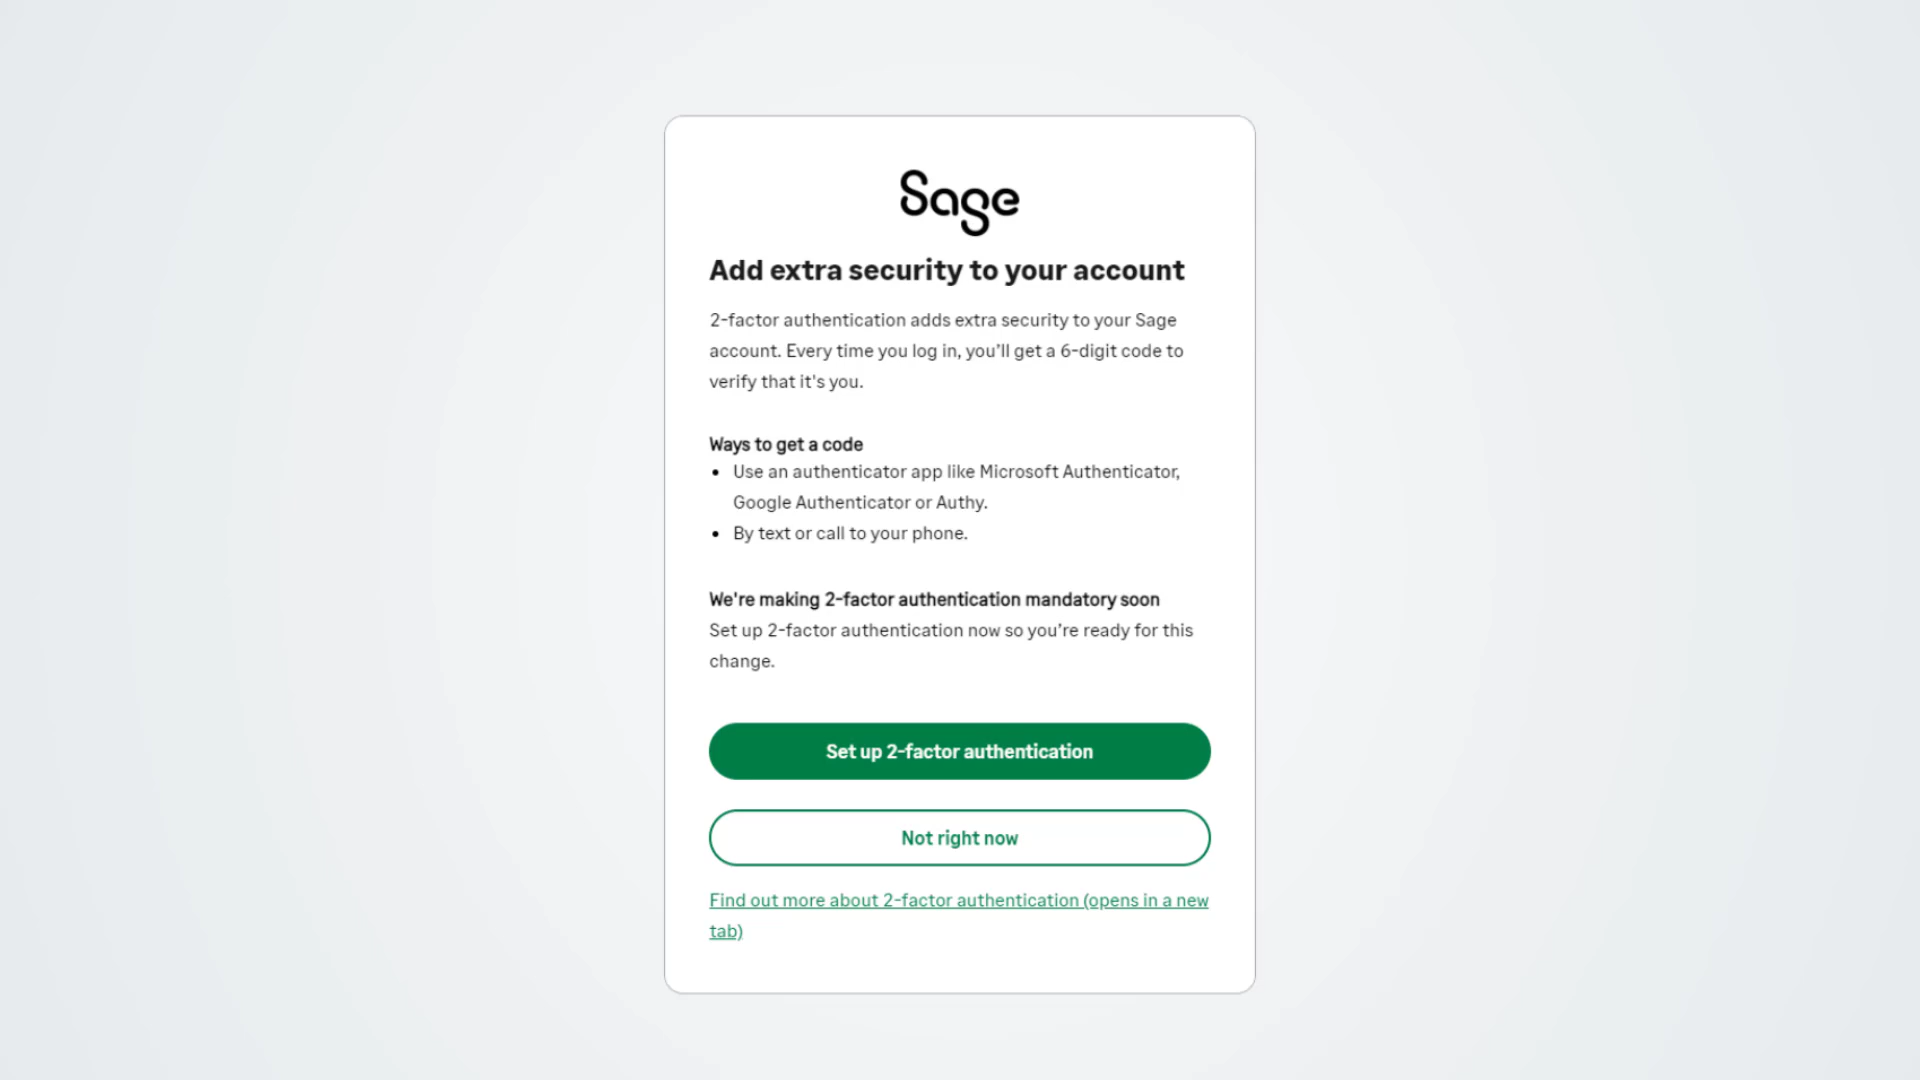 Sage
Add extra security to your account
2-factor authentication adds extra security to your Sage
account. Every time you log in, you’ll get a 6-digit code to
verify that it's you.
Ways to get a code
• Use an authenticator app like Microsoft Authenticator,
Google Authenticator or Authy.
• By text or call to your phone.
We're making 2-factor authentication mandatory soon
Set up 2-factor authentication now so you’re ready for this
change.
Set up 2-factor authentication
Not right now
Find out more about 2-factor authentication (opens in a new
tab)